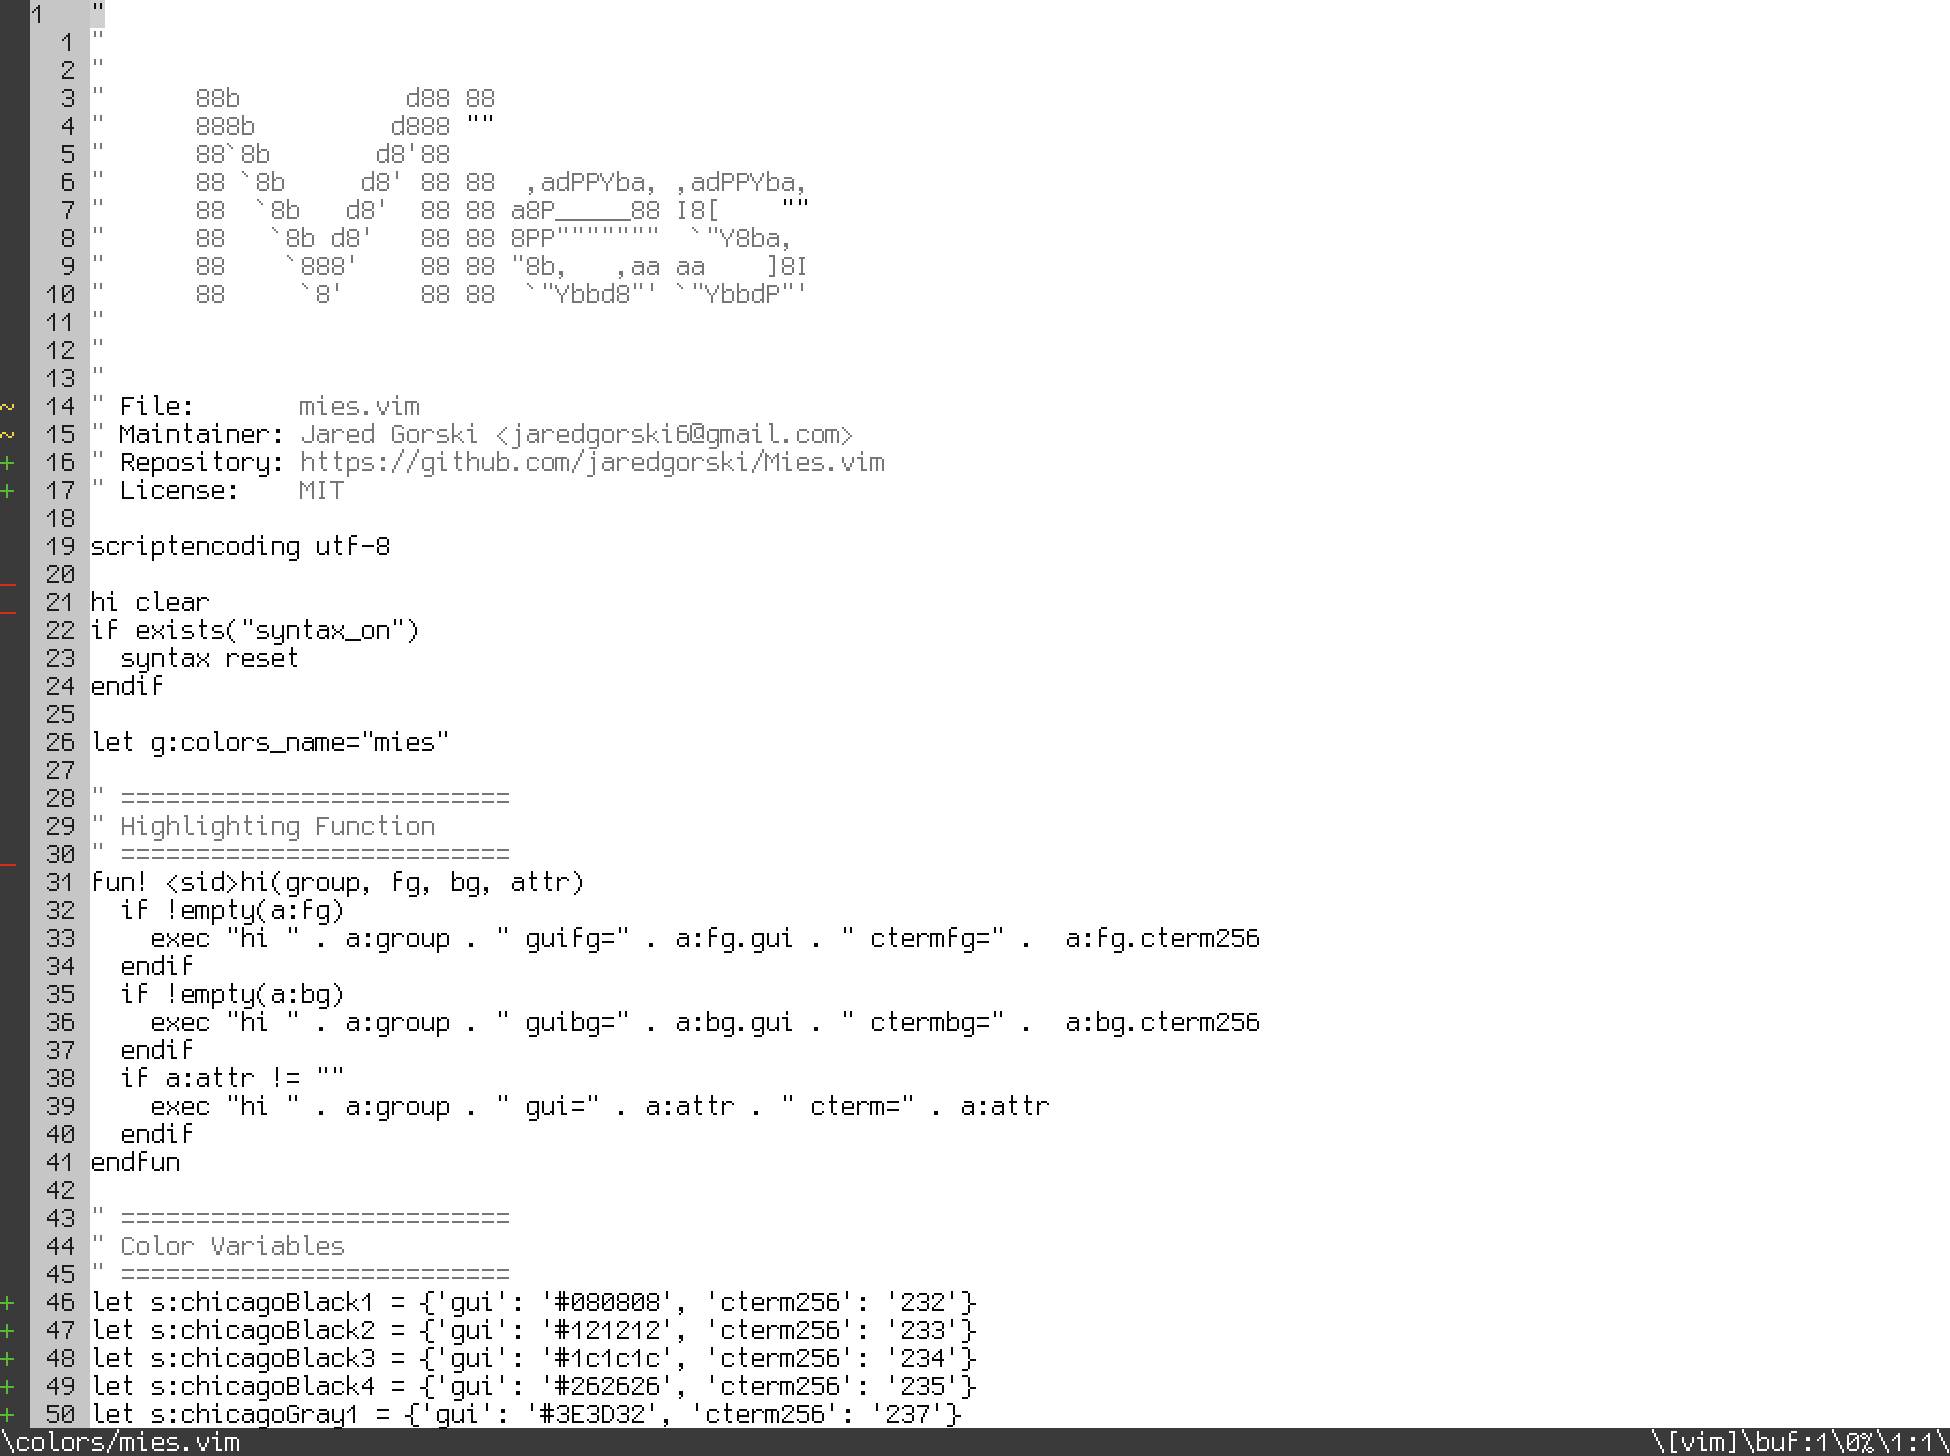 1   "
  1 "
  2 "
  3 "      88b           d88 88
  4 "      888b         d888 ""
  5 "      88`8b       d8'88
  6 "      88 `8b     d8' 88 88  ,adPPYba, ,adPPYba,
  7 "      88  `8b   d8'  88 88 a8P_____88 I8[    ""
  8 "      88   `8b d8'   88 88 8PP"""""""  `"Y8ba,
  9 "      88    `888'    88 88 "8b,   ,aa aa    ]8I
 10 "      88     `8'     88 88  `"Ybbd8"' `"YbbdP"'
 11 "
 12 "
 13 "
~ 14 " File:       mies.vim
~ 15 " Maintainer: Jared Gorski <jaredgorski6@gmail.com>
+ 16 " Repository: https://github.com/jaredgorski/Mies.vim
+ 17 " License:    MIT
 18
 19 scriptencoding utf-8
_ 20
_ 21 hi clear
 22 if exists("syntax_on")
 23   syntax reset
 24 endif
 25
 26 let g:colors_name="mies"
 27
 28 " ==========================
 29 " Highlighting Function
_ 30 " ==========================
 31 fun! <sid>hi(group, fg, bg, attr)
 32   if !empty(a:fg)
 33     exec "hi " . a:group . " guifg=" . a:fg.gui . " ctermfg=" .  a:fg.cterm256
 34   endif
 35   if !empty(a:bg)
 36     exec "hi " . a:group . " guibg=" . a:bg.gui . " ctermbg=" .  a:bg.cterm256
 37   endif
 38   if a:attr != ""
 39     exec "hi " . a:group . " gui=" . a:attr . " cterm=" . a:attr
 40   endif
 41 endfun
 42
 43 " ==========================
 44 " Color Variables
 45 " ==========================
+ 46 let s:chicagoBlack1 = {'gui': '#080808', 'cterm256': '232'}
+ 47 let s:chicagoBlack2 = {'gui': '#121212', 'cterm256': '233'}
+ 48 let s:chicagoBlack3 = {'gui': '#1c1c1c', 'cterm256': '234'}
+ 49 let s:chicagoBlack4 = {'gui': '#262626', 'cterm256': '235'}
+ 50 let s:chicagoGray1 = {'gui': '#3E3D32', 'cterm256': '237'}
\colors/mies.vim \[vim]\buf:1\0%\1:1\